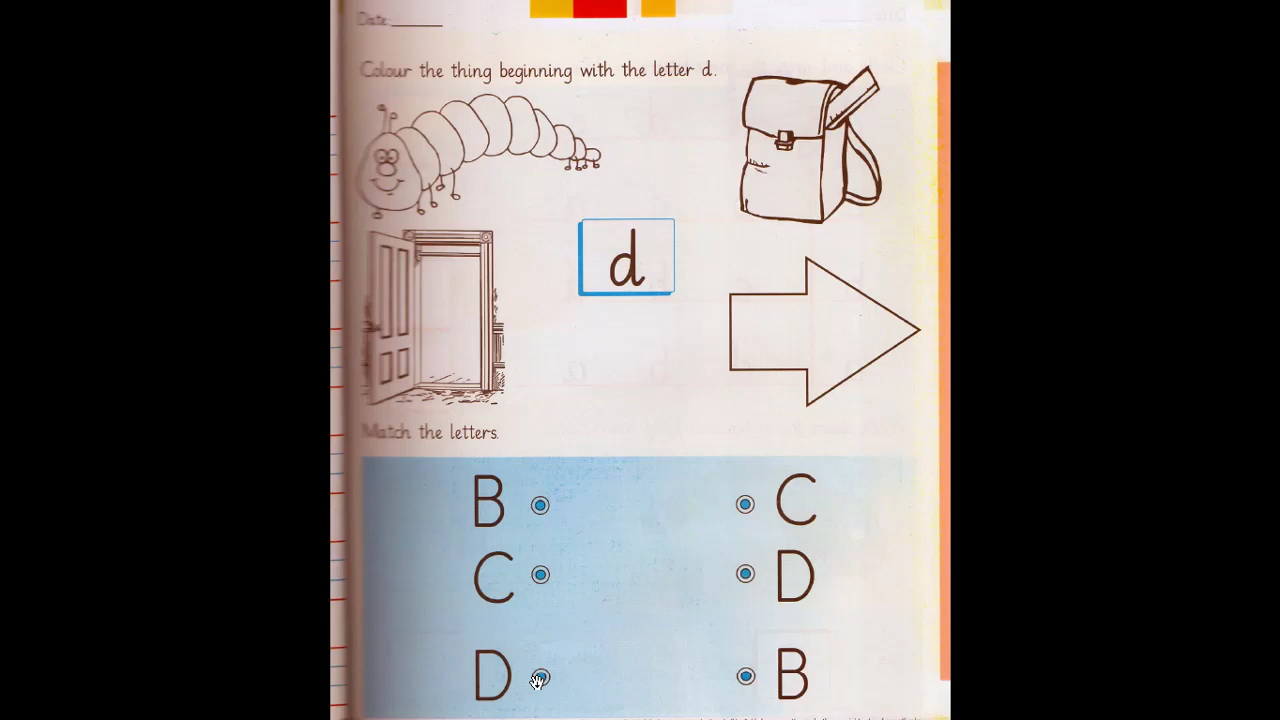 Date:
Colour the thing beginning with the letter d.
d
Match the letters.
B C
C D
D B